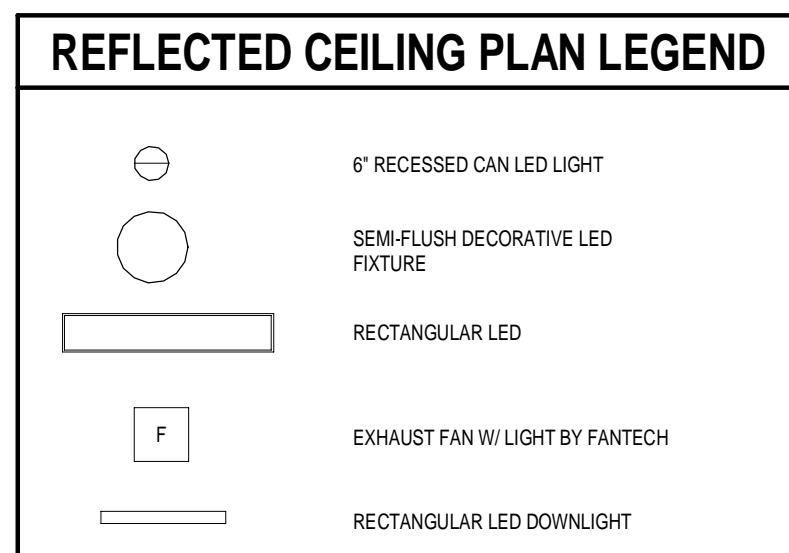 REFLECTED CEILING PLAN LEGEND
6" RECESSED CAN LED LIGHT
SEMI-FLUSH DECORATIVE LED
FIXTURE
RECTANGULAR LED
F
EXHAUST FAN W/ LIGHT BY FANTECH
RECTANGULAR LED DOWNLIGHT